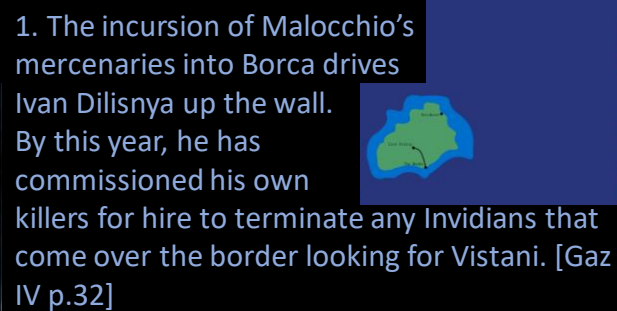 1. The incursion of Malocchio’s
mercenaries into Borca drives
Ivan Dilisnya up the wall.
By this year, he has
commissioned his own
killers for hire to terminate any Invidians that
come over the border looking for Vistani. [Gaz
IV p.32]